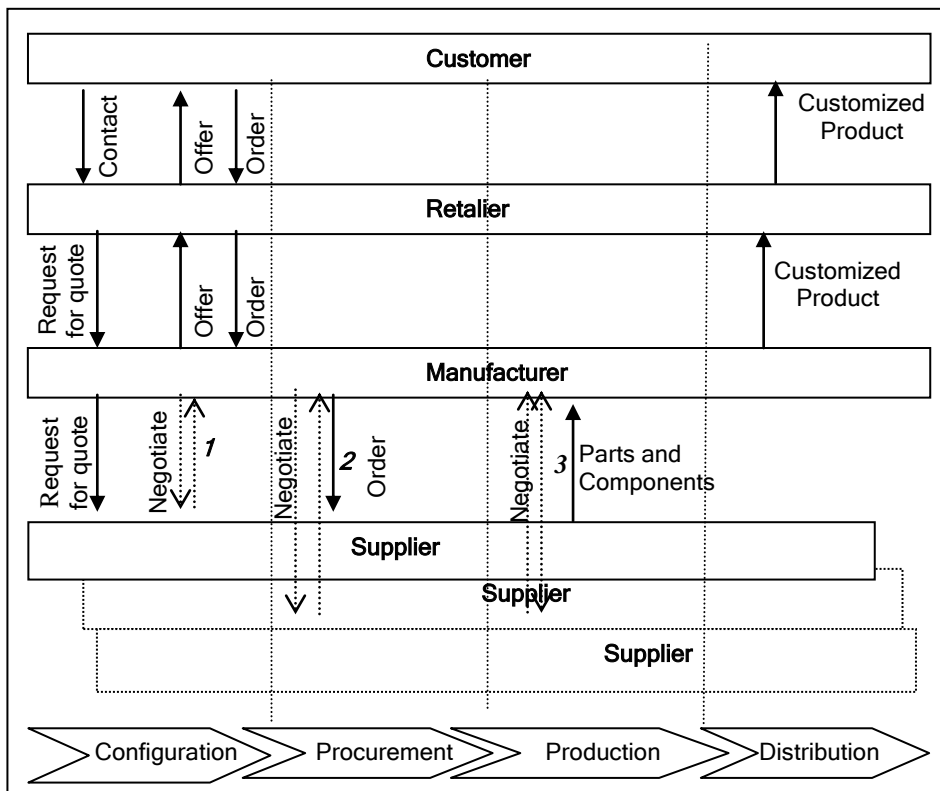 Customer
Contact
Offer
Order
Customized
Product
Retalier
Request
for quote
Offer
Order
Customized
Product
Manufacturer
Request
for quote
Negotiate
1
Negotiate
2
Order
Negotiate
3
Parts and
Components
Supplier
Supplier
Supplier
Configuration
Procurement
Production
Distribution